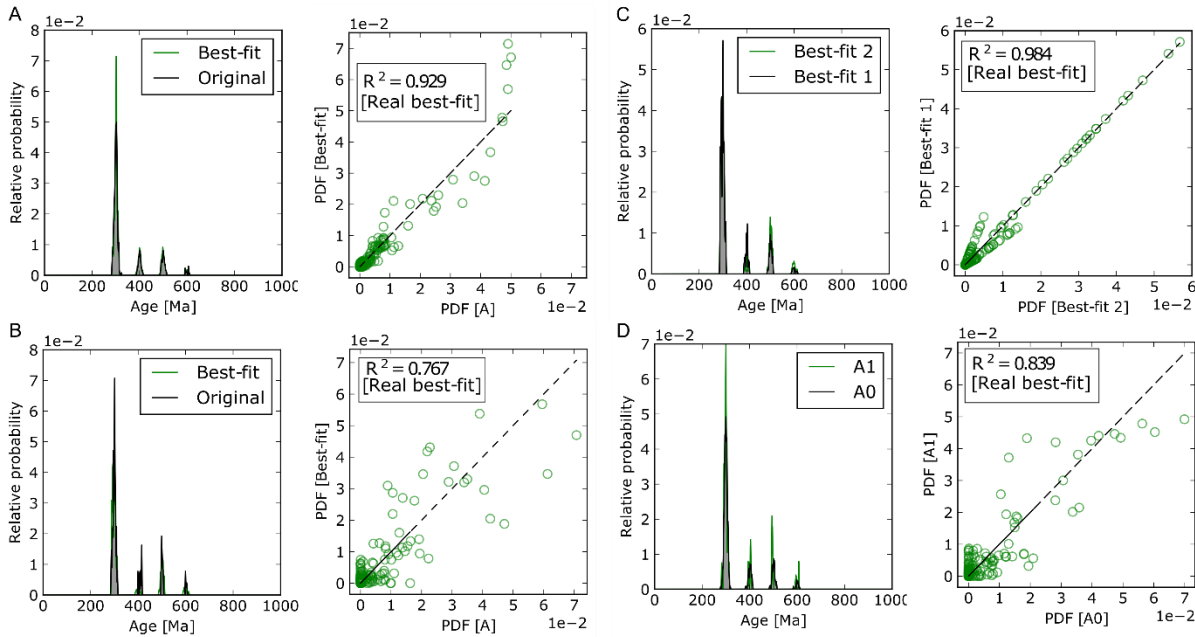 A
1e−2
Relative probability
8
7
6
5
4
3
2
1
0
Best-fit
Original
0 200 400 600 800 1000
Age [Ma]
1e−2
PDF [Best-fit]
7
6
5
4
3
2
1
0
R² = 0.929
[Real best-fit]
0 1 2 3 4 5 6
PDF [A]
1e−2
C
1e−2
Relative probability
6
5
4
3
2
1
0
Best-fit 2
Best-fit 1
0 200 400 600 800 1000
Age [Ma]
1e−2
PDF [Best-fit 1]
6
5
4
3
2
1
0
R² = 0.984
[Real best-fit]
0 1 2 3 4 5 6
PDF [Best-fit 2]
1e−2
B
1e−2
Relative probability
8
7
6
5
4
3
2
1
0
Best-fit
Original
0 200 400 600 800 1000
Age [Ma]
1e−2
PDF [Best-fit]
7
6
5
4
3
2
1
0
R² = 0.767
[Real best-fit]
0 1 2 3 4 5 6 7 8
PDF [A]
1e−2
D
1e−2
Relative probability
7
6
5
4
3
2
1
0
A1
A0
0 200 400 600 800 1000
Age [Ma]
1e−2
PDF [A1]
7
6
5
4
3
2
1
0
R² = 0.839
[Real best-fit]
0 1 2 3 4 5 6 7
PDF [A0]
1e−2